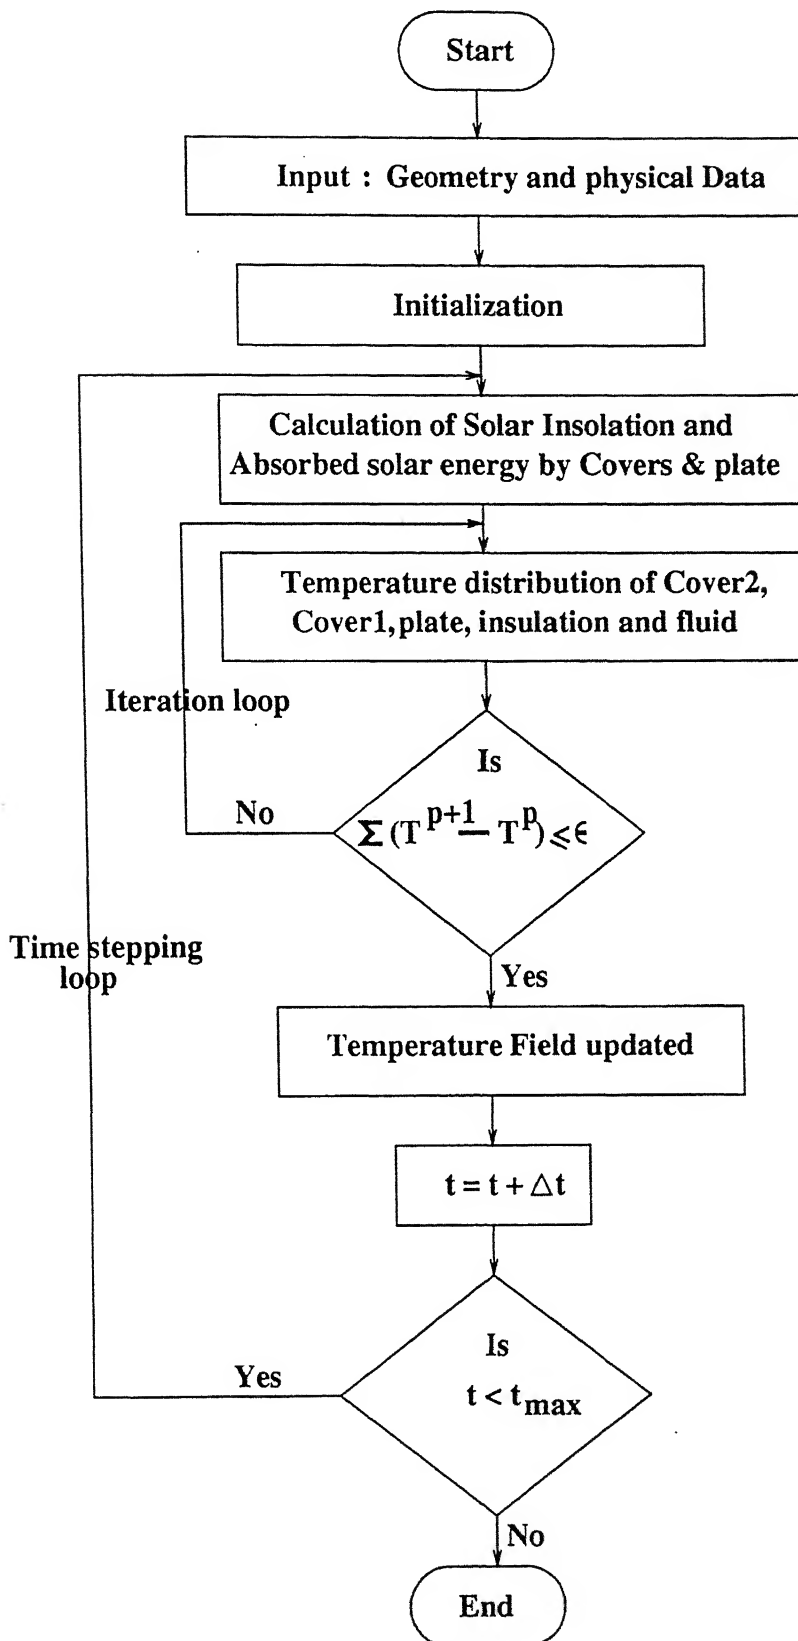 Start
Input : Geometry and physical Data
Initialization
Calculation of Solar Insolation and
Absorbed solar energy by Covers & plate
Temperature distribution of Cover2,
Cover1, plate, insulation and fluid
Iteration loop
Is
No
Σ (T^{p+1} − T^p) ⩽ ϵ
Time stepping
loop
Yes
Temperature Field updated
t = t + △t
Is
Yes
t < t_{max}
No
End